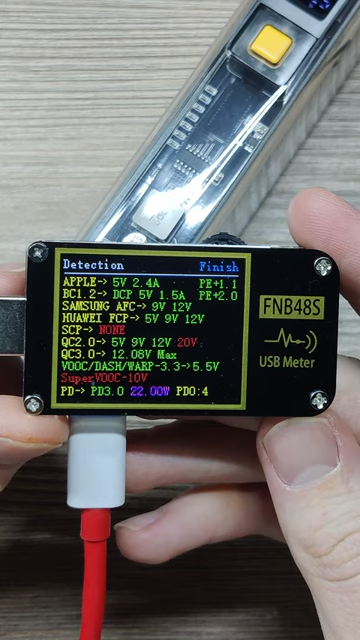 Detection Finish
APPLE-> 5V 2.4A PE+1.1
BC1.2-> DCP 5V 1.5A PE+2.0
SAMSUNG AFC-> 9V 12V
HUAWEI FCP-> 5V 9V 12V
SCP-> NONE
QC2.0-> 5V 9V 12V 20V
QC3.0-> 12.08V Max
VOOC/DASH/WARP-3.3->5.5V
SuperVOOC-10V
PD-> PD3.0 22.00W PDO:4
FNB48S
USB Meter